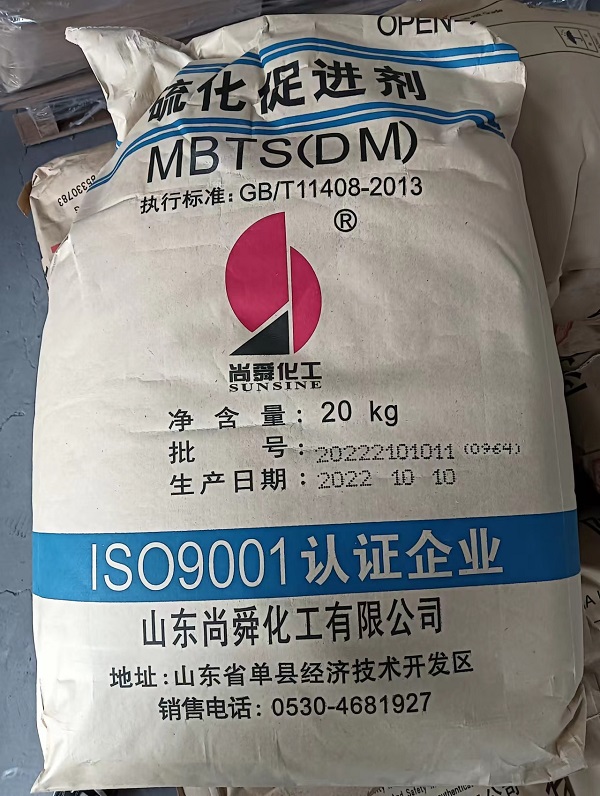 OPEN
硫化促进剂
MBTS(DM)
执行标准:GB/T11408-2013
®
尚舜化工
SUNSINE
净含量:20 kg
批号:20222101011(0964)
生产日期:2022 10 10
ISO9001认证企业
山东尚舜化工有限公司
地址:山东省单县经济技术开发区
销售电话:0530-4681927
85330783